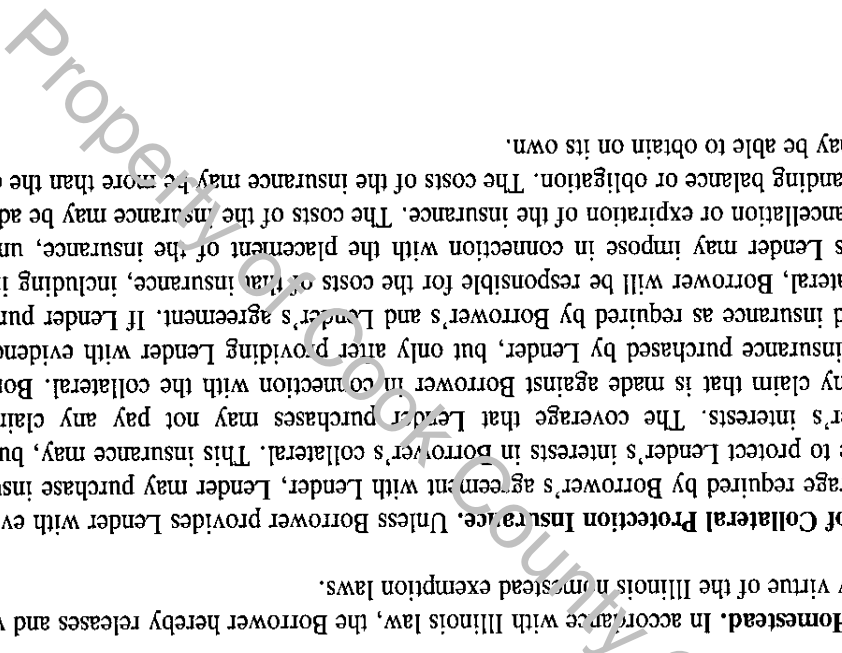 Homestead. In accordance with Illinois law, the Borrower hereby releases and
virtue of the Illinois homestead exemption laws.
of Collateral Protection Insurance. Unless Borrower provides Lender with ev
rage required by Borrower's agreement with Lender, Lender may purchase insu
e to protect Lender's interests in Borrower's collateral. This insurance may, bu
er's interests. The coverage that Lender purchases may not pay any clai
ny claim that is made against Borrower in connection with the collateral. Bo
insurance purchased by Lender, but only after providing Lender with evidenc
d insurance as required by Borrower's and Lender's agreement. If Lender pur
ateral, Borrower will be responsible for the costs of that insurance, including i
s Lender may impose in connection with the placement of the insurance, un
ancellation or expiration of the insurance. The costs of the insurance may be ad
anding balance or obligation. The costs of the insurance may be more than the
may be able to obtain on its own.
Property of Cook County